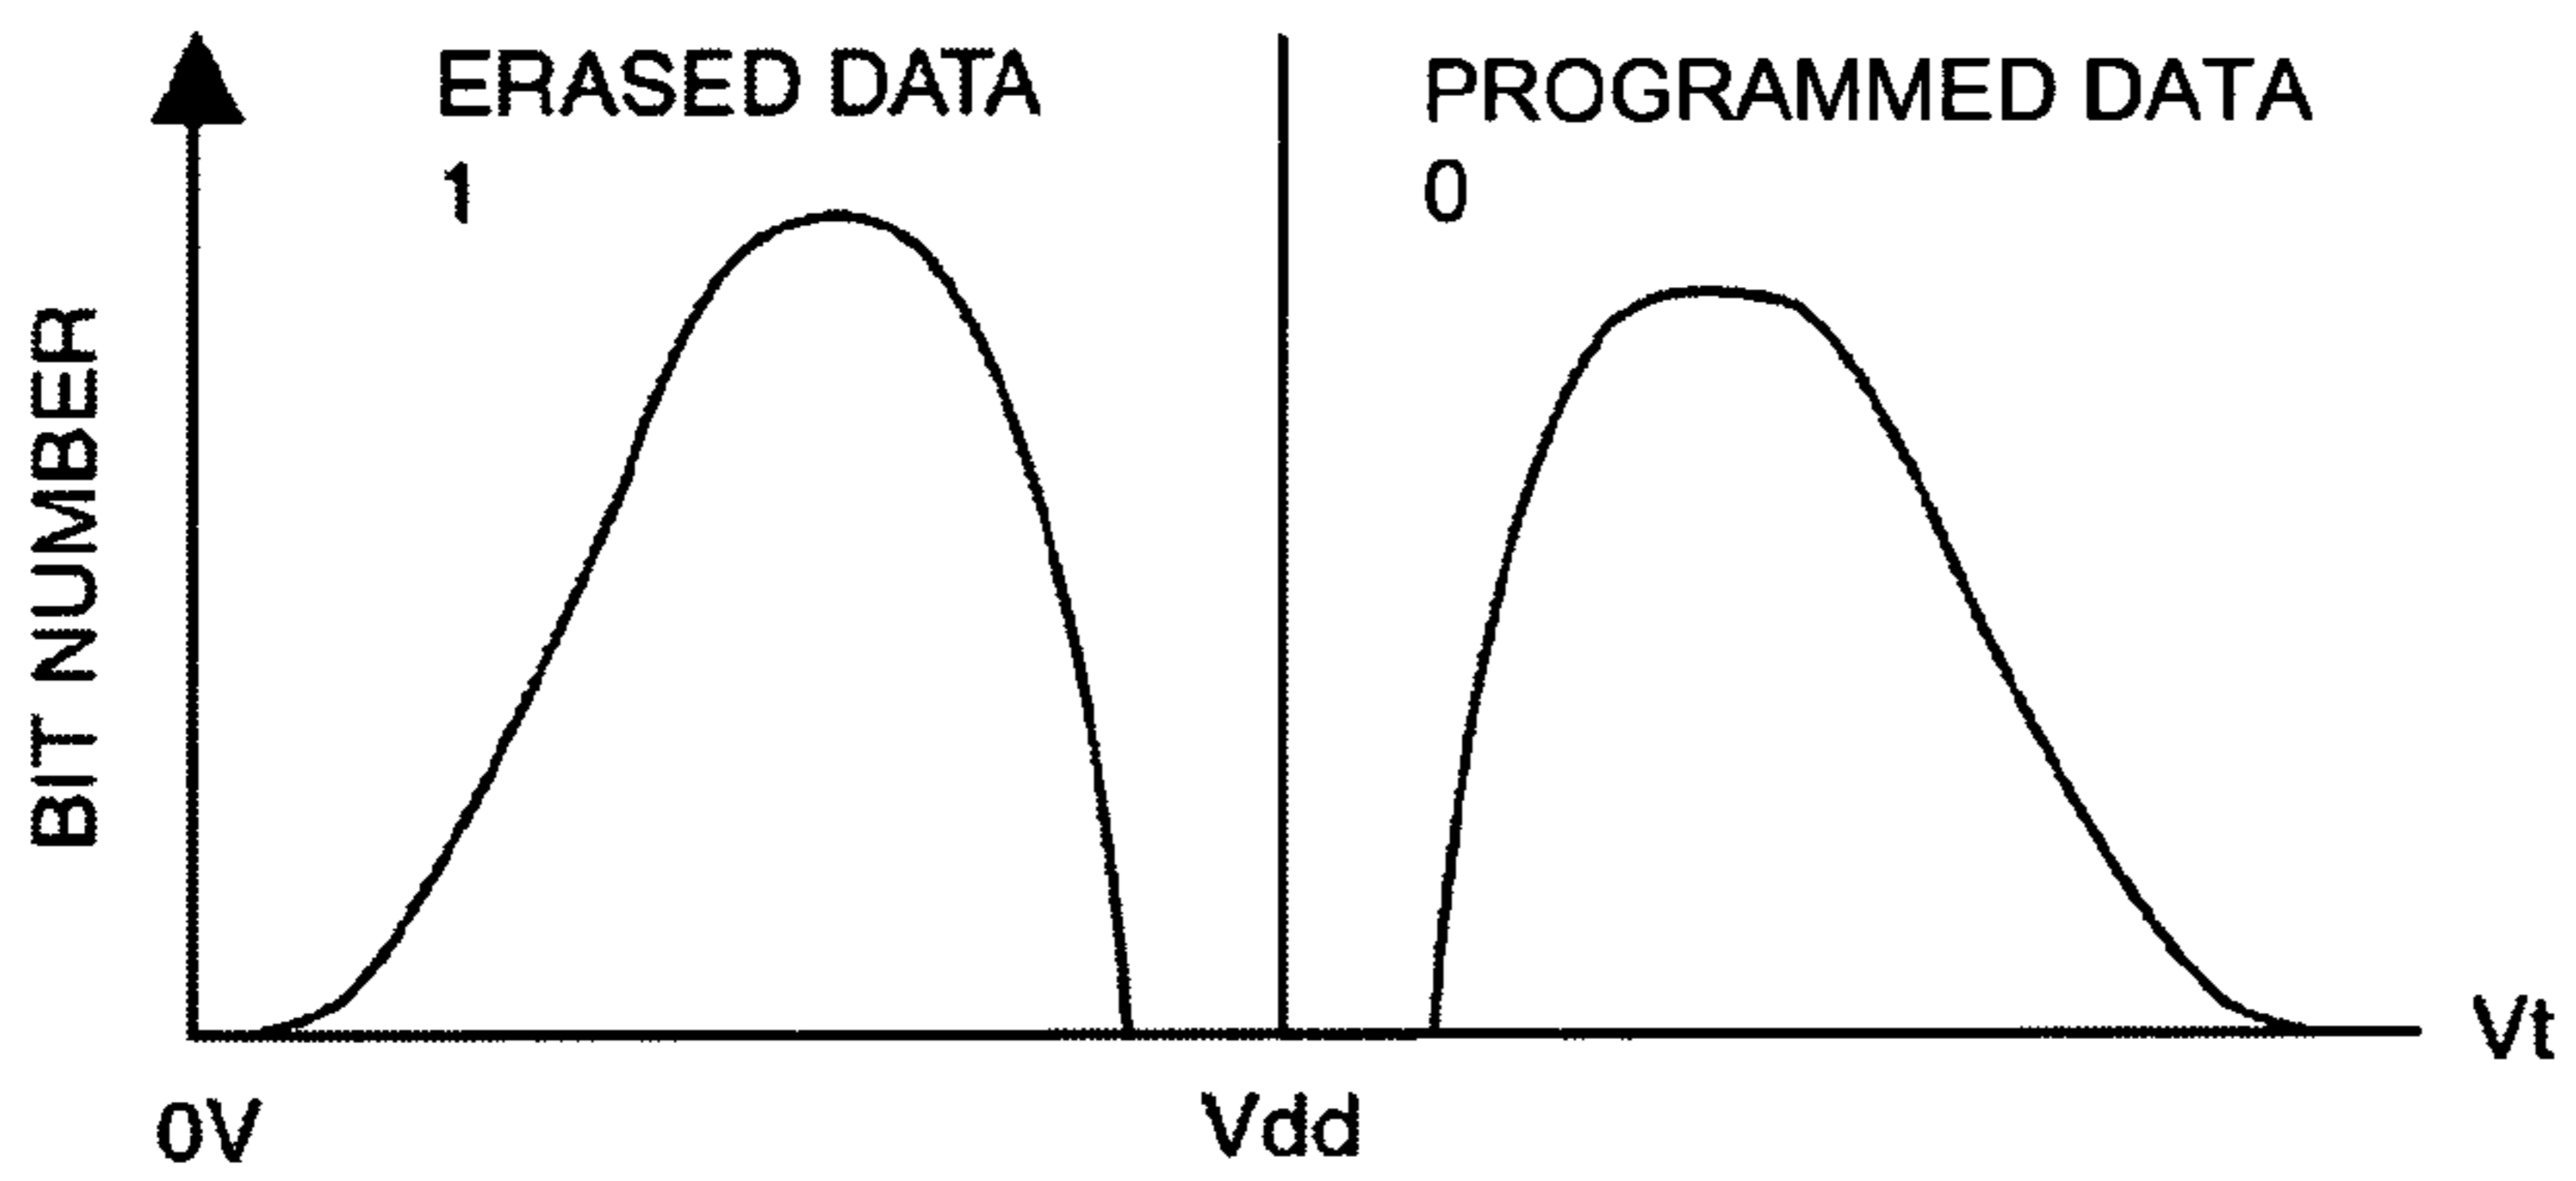 ERASED DATA
1
PROGRAMMED DATA
0
BIT NUMBER
0V
Vdd
Vt